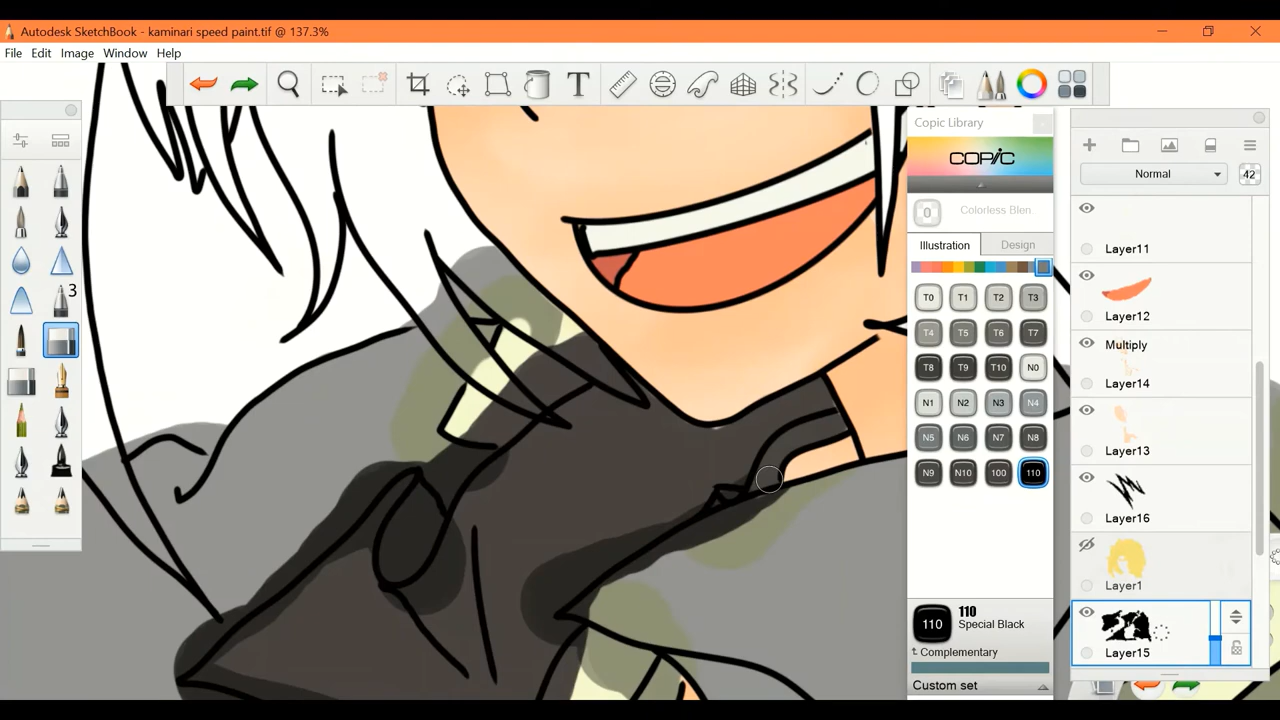 Autodesk SketchBook - kaminari speed paint.tif @ 137.3%
File Edit Image Window Help
T
Copic Library
COPIC
0 Colorless Blen..
Illustration Design
T0 T1 T2 T3
T4 T5 T6 T7
T8 T9 T10 N0
N1 N2 N3 N4
N5 N6 N7 N8
N9 N10 100 110
110
110
Special Black
Complementary
Custom set
3
Normal 42
Layer11
Layer12
Multiply
Layer14
Layer13
Layer16
Layer1
Layer15